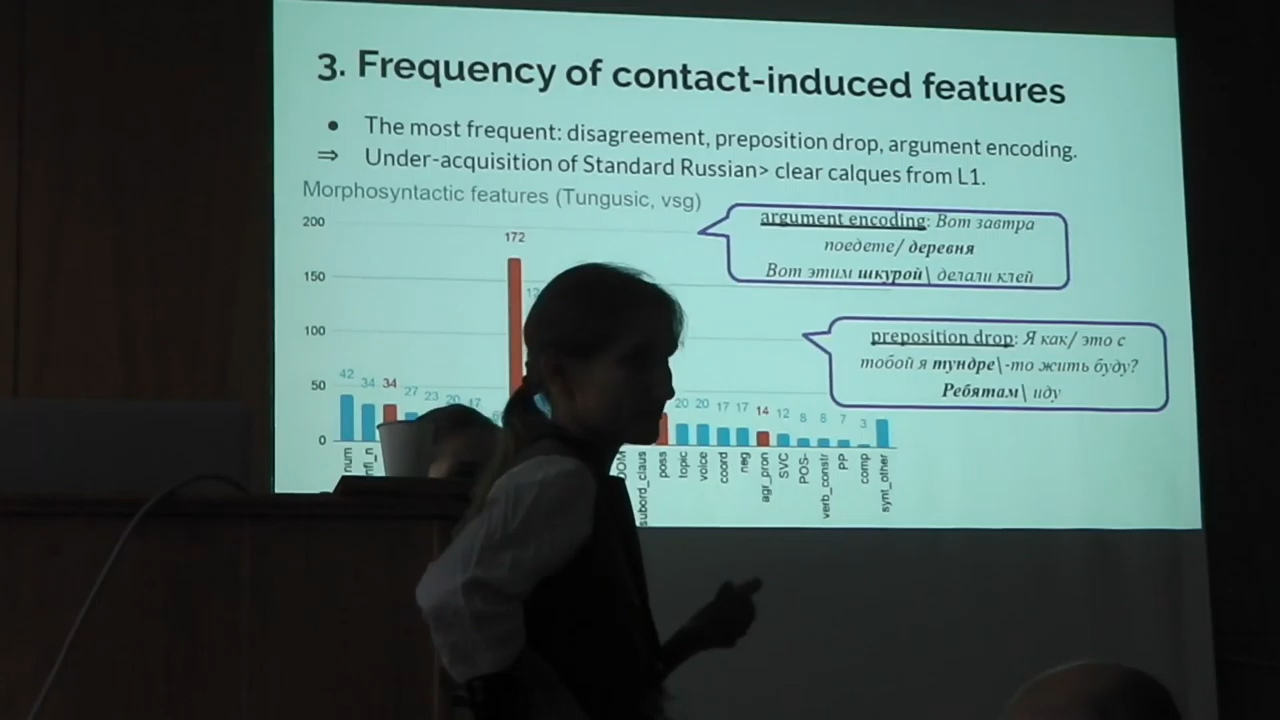 3. Frequency of contact-induced features
● The most frequent: disagreement, preposition drop, argument encoding.
⇒ Under-acquisition of Standard Russian> clear calques from L1.
Morphosyntactic features (Tungusic, vsg)
argument encoding: Вот завтра
поедете/ деревня
Вот этим шкурой\ делали клей
preposition drop: Я как/ это с
тобой я тундре\-то жить буду?
Ребятам\ иду
200
150
100
50
0
172
42 34 34 27 23 20 17
20 20 17 17 14 12 8 8 7 3
num
subord_claus
poss
topic
voice
coord
neg
agr_pron
SVC
POS-
verb_constr
PP
comp
synt_other